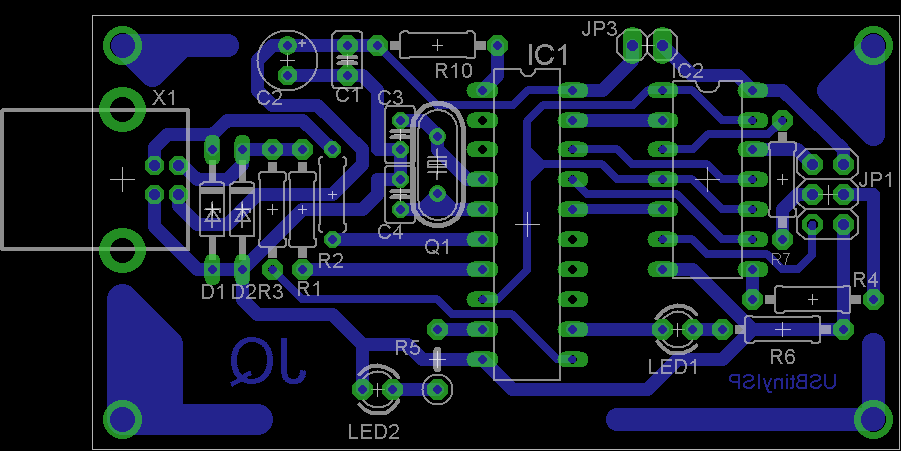 JP3
IC1
R10
IC2
X1
C2
C1
C3
JP1
C4
Q1
R2
R7
D1
D2
R3
R1
R4
R5
R6
LED1
JQ
USBtinyISP
LED2
+